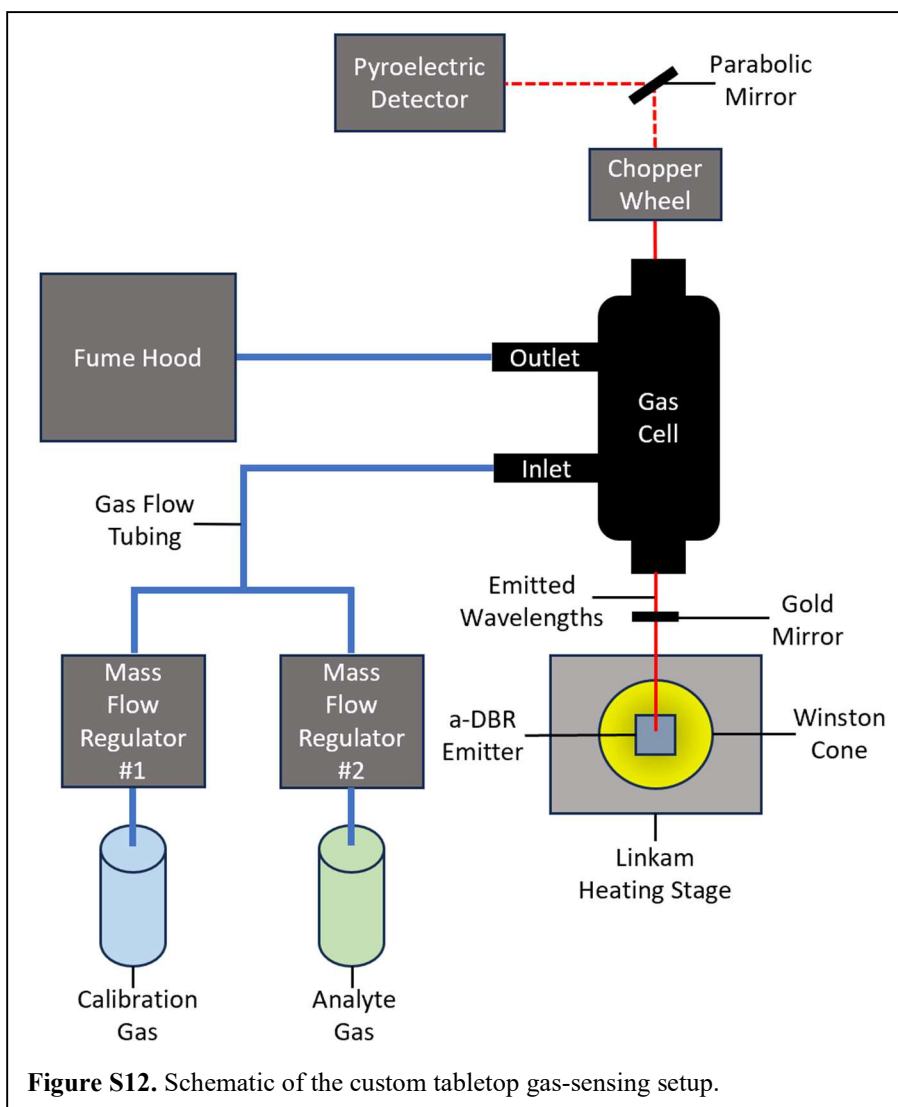 Pyroelectric
Detector
Parabolic
Mirror
Chopper
Wheel
Fume Hood
Outlet
Gas
Cell
Inlet
Gas Flow
Tubing
Emitted
Wavelengths
Gold
Mirror
Mass
Flow
Regulator
#1
Mass
Flow
Regulator
#2
a-DBR
Emitter
Winston
Cone
Linkam
Heating Stage
Calibration
Gas
Analyte
Gas
Figure S12. Schematic of the custom tabletop gas-sensing setup.